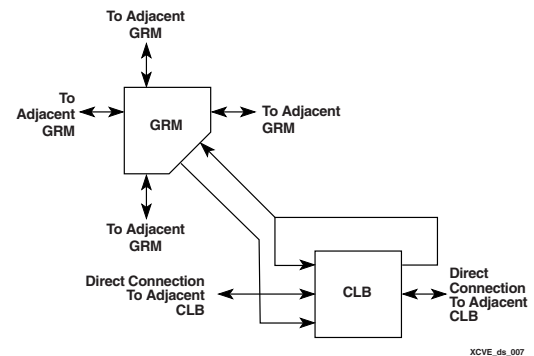 To Adjacent
GRM
To
Adjacent
GRM
GRM
To Adjacent
GRM
To Adjacent
GRM
Direct Connection
To Adjacent
CLB
CLB
Direct
Connection
To Adjacent
CLB
XCVE_ds_007